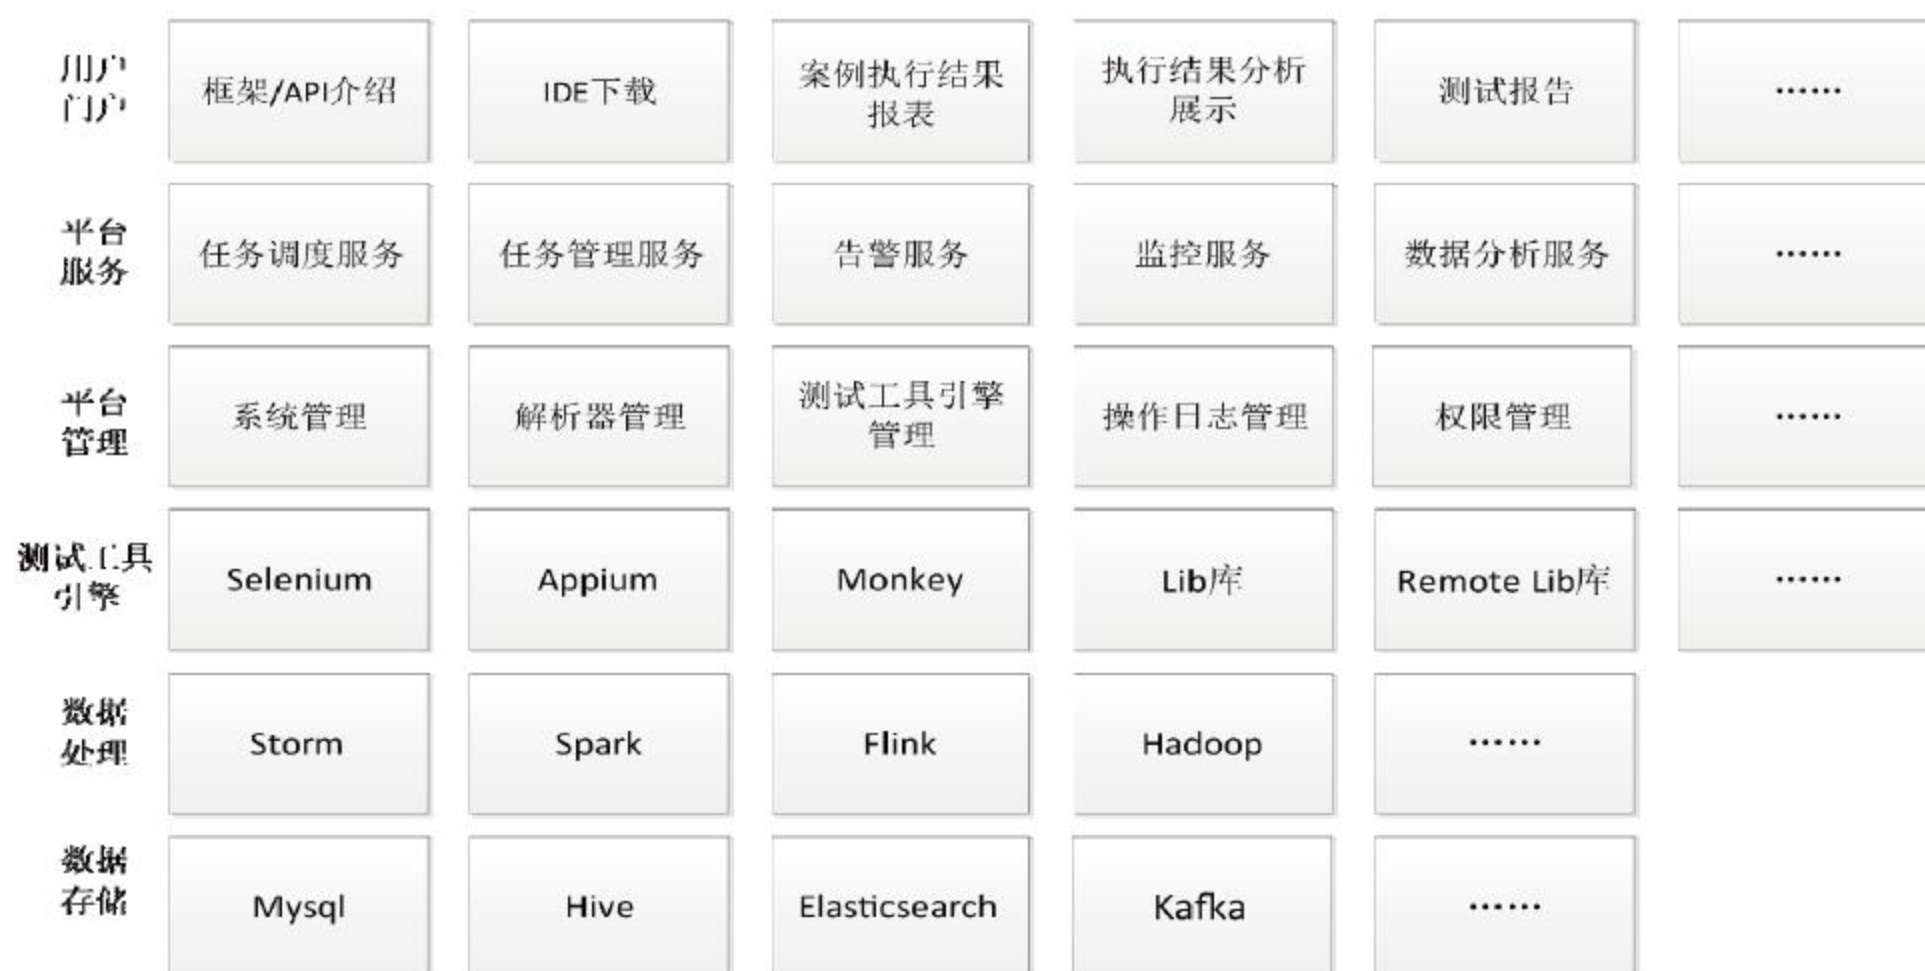 用户
门户
框架/API介绍
IDE下载
案例执行结果
报表
执行结果分析
展示
测试报告
……
平台
服务
任务调度服务
任务管理服务
告警服务
监控服务
数据分析服务
……
平台
管理
系统管理
解析器管理
测试工具引擎
管理
操作日志管理
权限管理
……
测试工具
引擎
Selenium
Appium
Monkey
Lib库
Remote Lib库
……
数据
处理
Storm
Spark
Flink
Hadoop
……
数据
存储
Mysql
Hive
Elasticsearch
Kafka
……